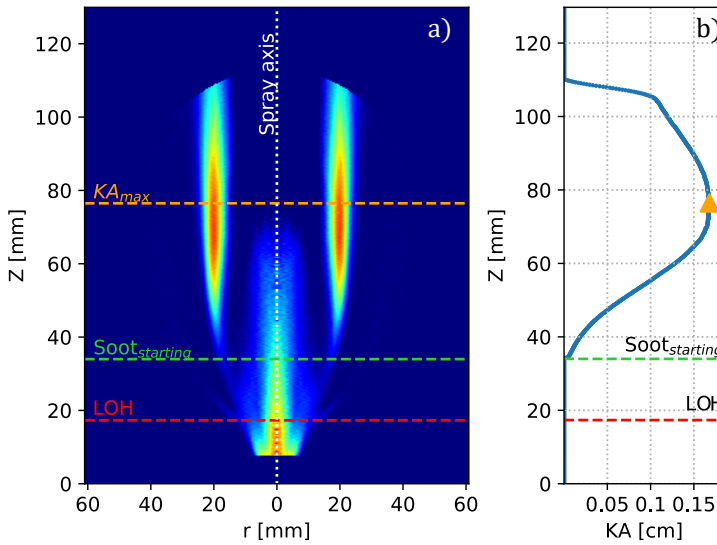 a)
Spray axis
KA_max
Soot_starting
LOH
120
100
80
60
40
20
0
Z [mm]
60 40 20 0 20 40 60
r [mm]
b)
120
100
80
60
40
20
0
Z [mm]
Soot_starting
LOH
0.05 0.1 0.15
KA [cm]